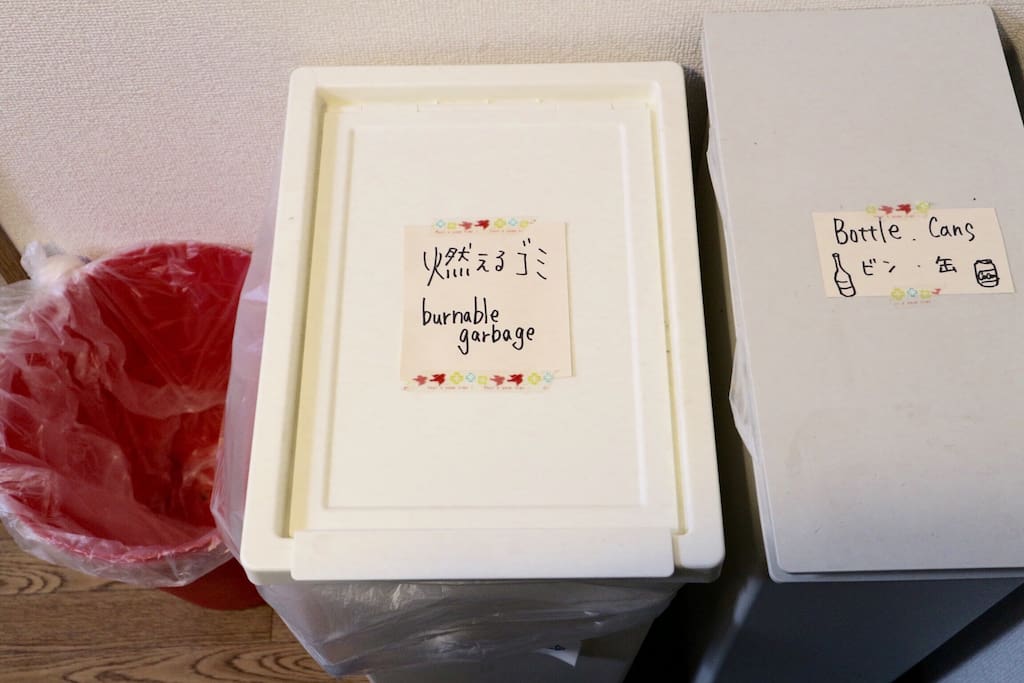 燃えるゴミ
burnable
garbage
Bottle. Cans
ビン・缶